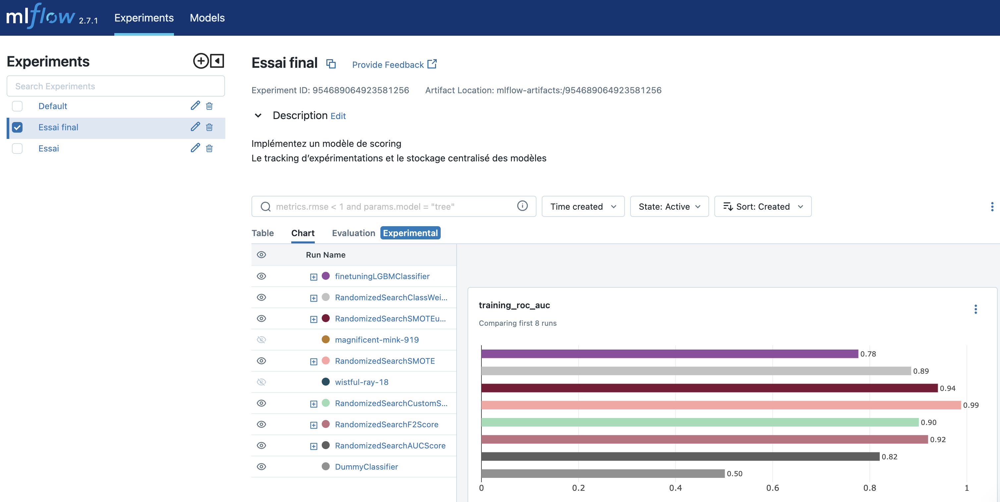 mlflow 2.7.1 Experiments Models
Experiments
Search Experiments
Default
Essai final
Essai
Essai final Provide Feedback
Experiment ID: 954689064923581256 Artifact Location: mlflow-artifacts:/954689064923581256
Description Edit
Implémentez un modèle de scoring
Le tracking d’expérimentations et le stockage centralisé des modèles
metrics.rmse < 1 and params.model = "tree" Time created State: Active Sort: Created
Table Chart Evaluation Experimental
Run Name
finetuningLGBMClassifier
RandomizedSearchClassWei...
RandomizedSearchSMOTEu...
magnificent-mink-919
RandomizedSearchSMOTE
wistful-ray-18
RandomizedSearchCustomS...
RandomizedSearchF2Score
RandomizedSearchAUCScore
DummyClassifier
training_roc_auc
Comparing first 8 runs
0.78
0.89
0.94
0.99
0.90
0.92
0.82
0.50
0 0.2 0.4 0.6 0.8 1